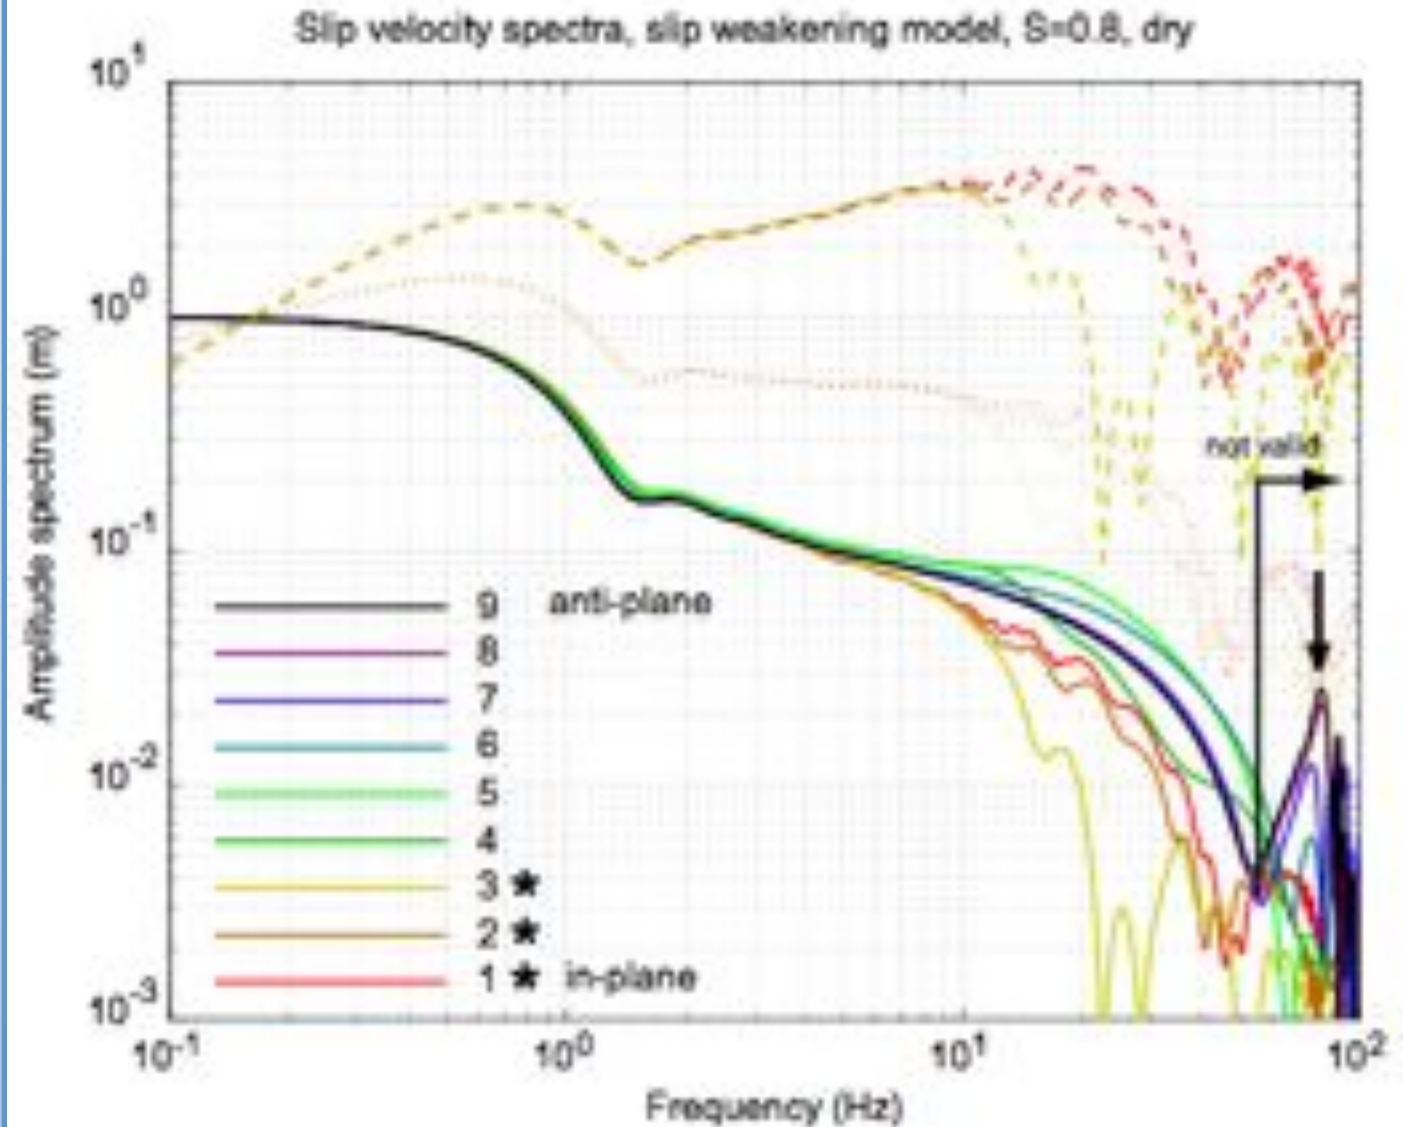 Slip velocity spectra, slip weakening model, S=0.8, dry
10¹
10⁰
10⁻¹
10⁻²
10⁻³
Amplitude spectrum (m)
not valid
9 anti-plane
8
7
6
5
4
3 ★
2 ★
1 ★ in-plane
10⁻¹ 10⁰ 10¹ 10²
Frequency (Hz)